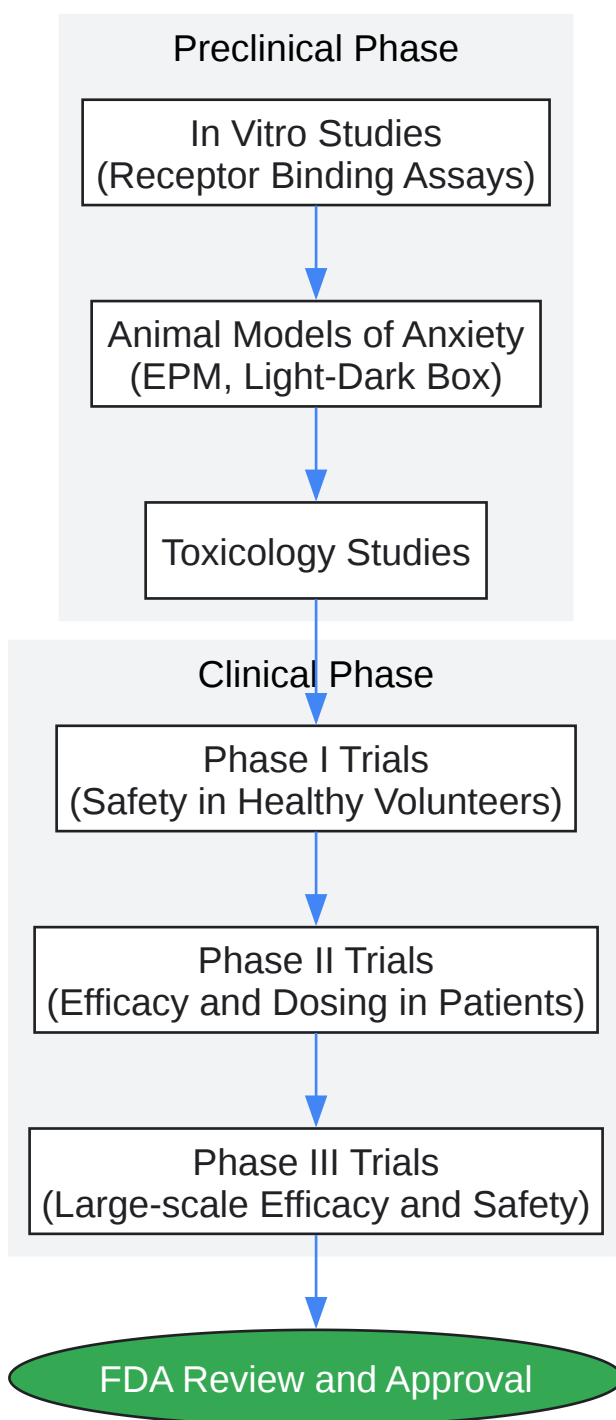 Preclinical Phase
In Vitro Studies
(Receptor Binding Assays)
Animal Models of Anxiety
(EPM, Light-Dark Box)
Toxicology Studies
Clinical Phase
Phase I Trials
(Safety in Healthy Volunteers)
Phase II Trials
(Efficacy and Dosing in Patients)
Phase III Trials
(Large-scale Efficacy and Safety)
FDA Review and Approval